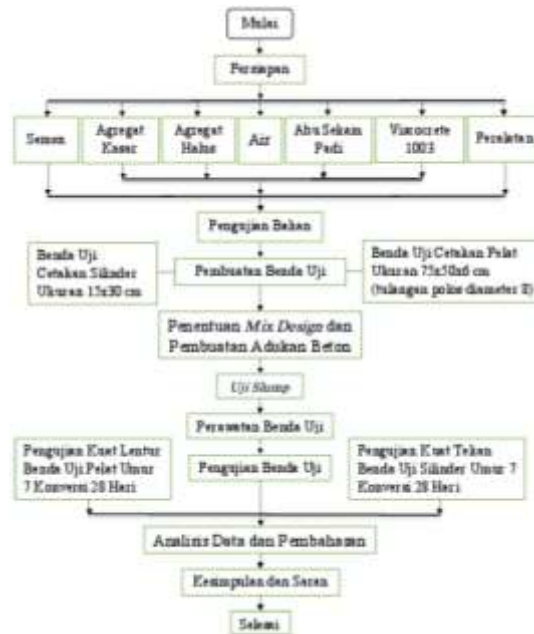 Mulai
Persiapan
Semen
Agregat
Kasar
Agregat
Halus
Air
Abu Sekam
Padi
Viscocrete
1003
Peralatan
Pengujian Bahan
Benda Uji
Cetakan Silinder
Ukuran 15x30 cm
Pembuatan Benda Uji
Benda Uji Cetakan Pelat
Ukuran 75x50x6 cm
(tulangan polos diameter 8)
Penentuan Mix Design dan
Pembuatan Adukan Beton
Uji Slump
Perawatan Benda Uji
Pengujian Kuat Lentur
Benda Uji Pelat Umur
7 Konversi 28 Hari
Pengujian Benda Uji
Pengujian Kuat Tekan
Benda Uji Silinder Umur 7
Konversi 28 Hari
Analisis Data dan Pembahasan
Kesimpulan dan Saran
Selesai